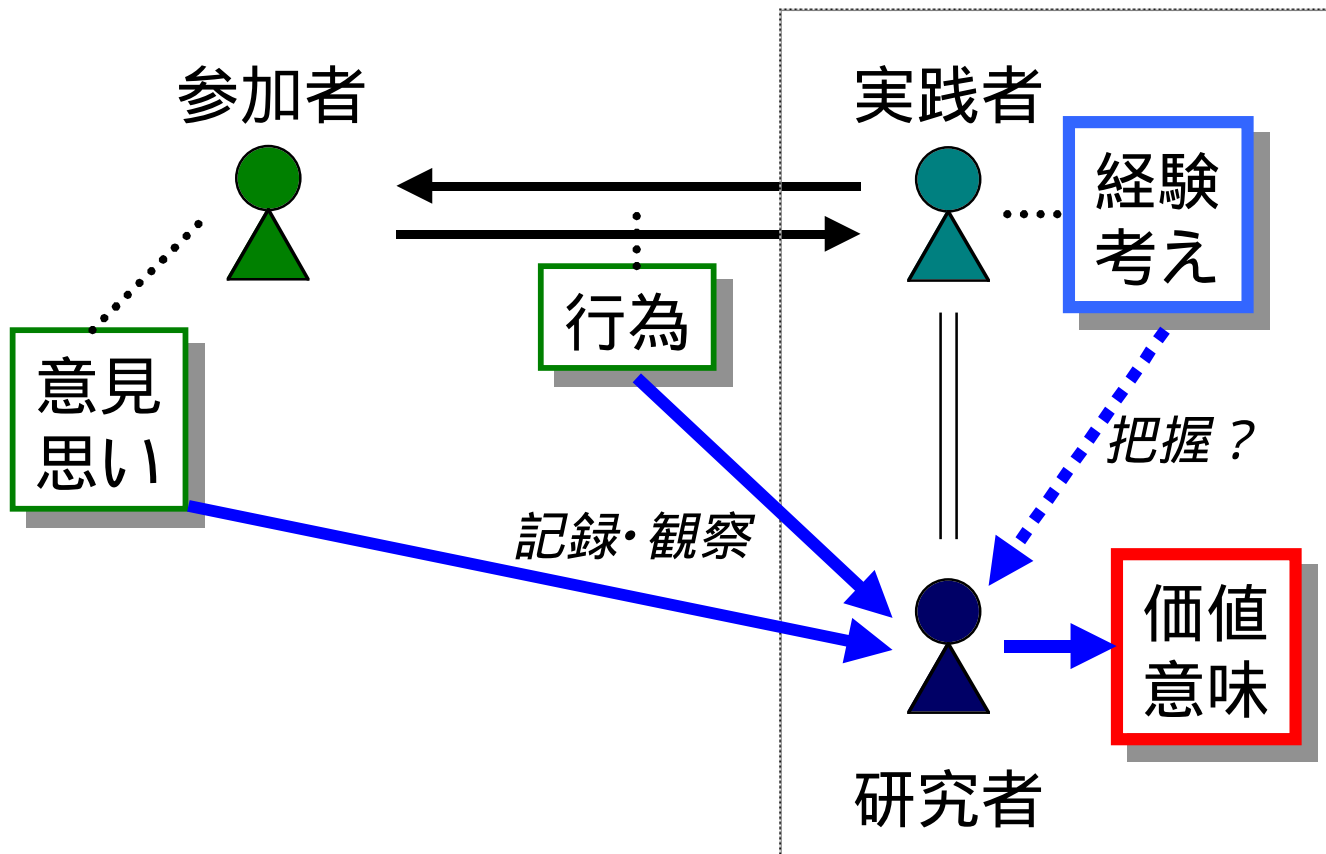 参加者
実践者
経験
考え
行為
意見
思い
把握？
記録・観察
価値
意味
研究者